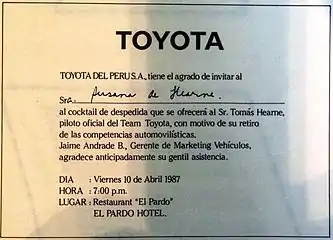 TOYOTA
TOYOTA DEL PERU S.A., tiene el agrado de invitar al
Sra. Susana de Hearne.
al cocktail de despedida que se ofrecerá al Sr. Tomás Hearne,
piloto oficial del Team Toyota, con motivo de su retiro
de las competencias automovilísticas.
Jaime Andrade B., Gerente de Marketing Vehículos,
agradece anticipadamente su gentil asistencia.
DIA : Viernes 10 de Abril 1987
HORA : 7:00 p.m.
LUGAR : Restaurant "El Pardo"
EL PARDO HOTEL.